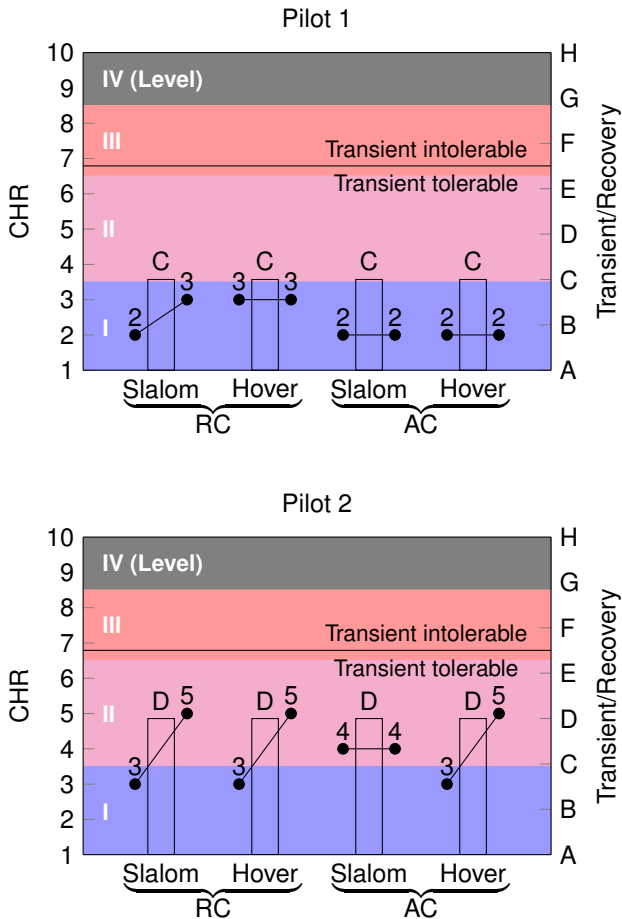 Pilot 1
10 H
9 IV (Level) G
8 III F
7 Transient intolerable
6 Transient tolerable E
5 II D
4 C C C C C
3 3 3 3
2 2 2 2 2 2 I B
1 A
CHR
Transient/Recovery
Slalom Hover Slalom Hover
RC AC
Pilot 2
10 H
9 IV (Level) G
8 III F
7 Transient intolerable
6 Transient tolerable E
5 II D 5 D 5 D D 5 D
4 4 4 C
3 3 3 3
2 I B
1 A
CHR
Transient/Recovery
Slalom Hover Slalom Hover
RC AC